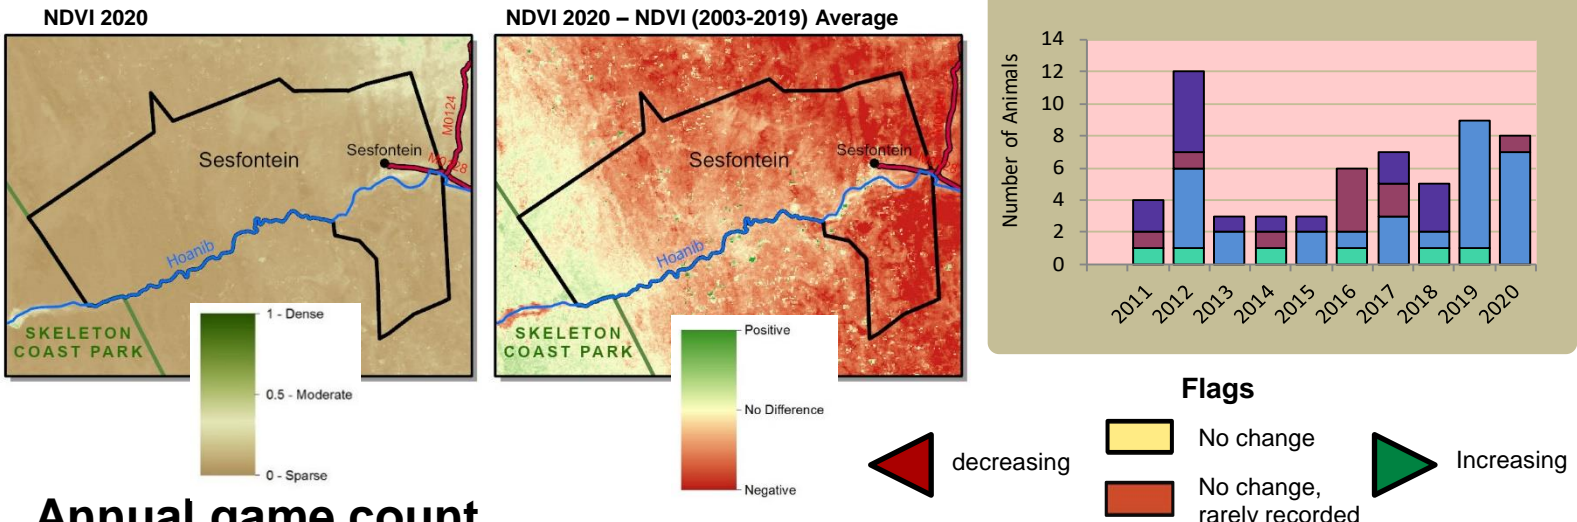 NDVI 2020
Sesfontein
Sesfontein
M0124
Hoanib
SKELETON
COAST PARK
1 - Dense
0.5 - Moderate
0 - Sparse
NDVI 2020 – NDVI (2003-2019) Average
Sesfontein
Sesfontein
Hoanib
SKELETON
COAST PARK
Positive
No Difference
Negative
Number of Animals
14
12
10
8
6
4
2
0
2011
2012
2013
2014
2015
2016
2017
2018
2019
2020
Flags
decreasing
No change
No change,
rarely recorded
Increasing
Annual game count